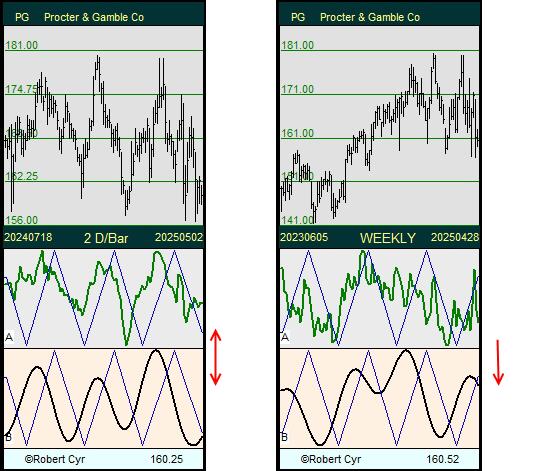 PG Procter & Gamble Co
181.00
174.75
162.25
156.00
20240718 2 D/Bar 20250502
A
B
©Robert Cyr 160.25
PG Procter & Gamble Co
181.00
171.00
161.00
141.00
20230605 WEEKLY 20250428
A
B
©Robert Cyr 160.52